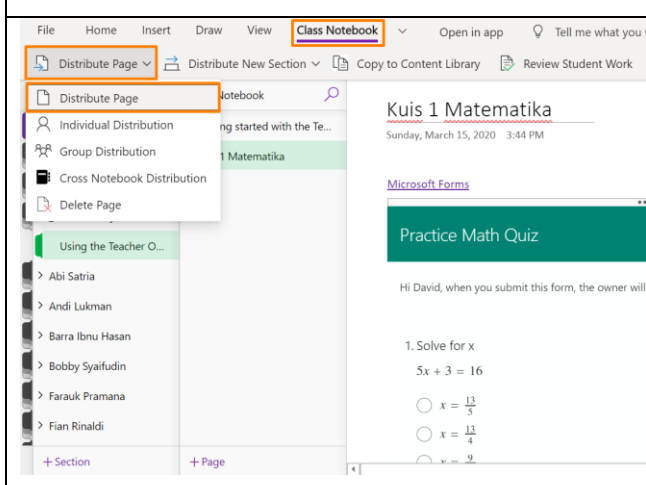 File Home Insert Draw View Class Notebook Open in app Tell me what you
Distribute Page Distribute New Section Copy to Content Library Review Student Work
Distribute Page
Individual Distribution
Group Distribution
Cross Notebook Distribution
Delete Page
Using the Teacher O...
> Abi Satria
> Andi Lukman
> Barra Ibnu Hasan
> Bobby Syaifudin
> Farauk Pramana
> Fian Rinaldi
+ Section
Notebook
ng started with the Te...
1 Matematika
+ Page
Kuis 1 Matematika
Sunday, March 15, 2020 3:44 PM
Microsoft Forms
Practice Math Quiz
Hi David, when you submit this form, the owner will
1. Solve for x
5x + 3 = 16
x = 13/5
x = 13/4